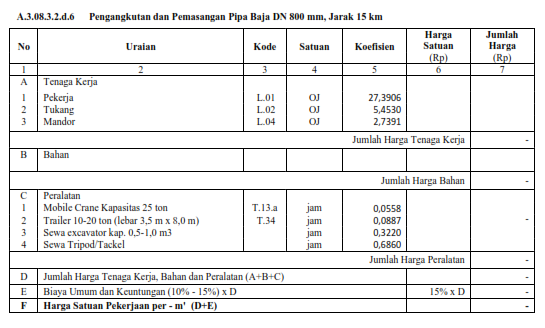 A.3.08.3.2.d.6 Pengangkutan dan Pemasangan Pipa Baja DN 800 mm, Jarak 15 km
No Uraian Kode Satuan Koefisien Harga Satuan (Rp) Jumlah Harga (Rp)
1 2 3 4 5 6 7
A Tenaga Kerja
1 Pekerja L.01 OJ 27,3906
2 Tukang L.02 OJ 5,4530
3 Mandor L.04 OJ 2,7391
Jumlah Harga Tenaga Kerja -
B Bahan
Jumlah Harga Bahan -
C Peralatan
1 Mobile Crane Kapasitas 25 ton T.13.a jam 0,0558
2 Trailer 10-20 ton (lebar 3,5 m x 8,0 m) T.34 jam 0,0887 -
3 Sewa excavator kap. 0,5-1,0 m3 jam 0,3220
4 Sewa Tripod/Tackel jam 0,6860
Jumlah Harga Peralatan -
D Jumlah Harga Tenaga Kerja, Bahan dan Peralatan (A+B+C) -
E Biaya Umum dan Keuntungan (10% - 15%) x D 15% x D -
F Harga Satuan Pekerjaan per - m' (D+E) -